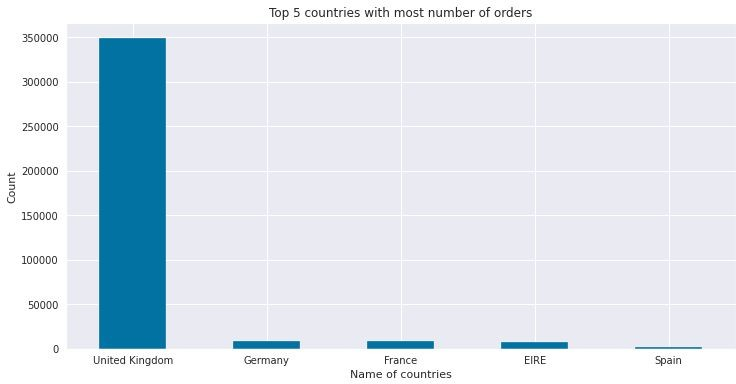 Top 5 countries with most number of orders
350000
300000
250000
200000
150000
100000
50000
0
Count
United Kingdom Germany France EIRE Spain
Name of countries